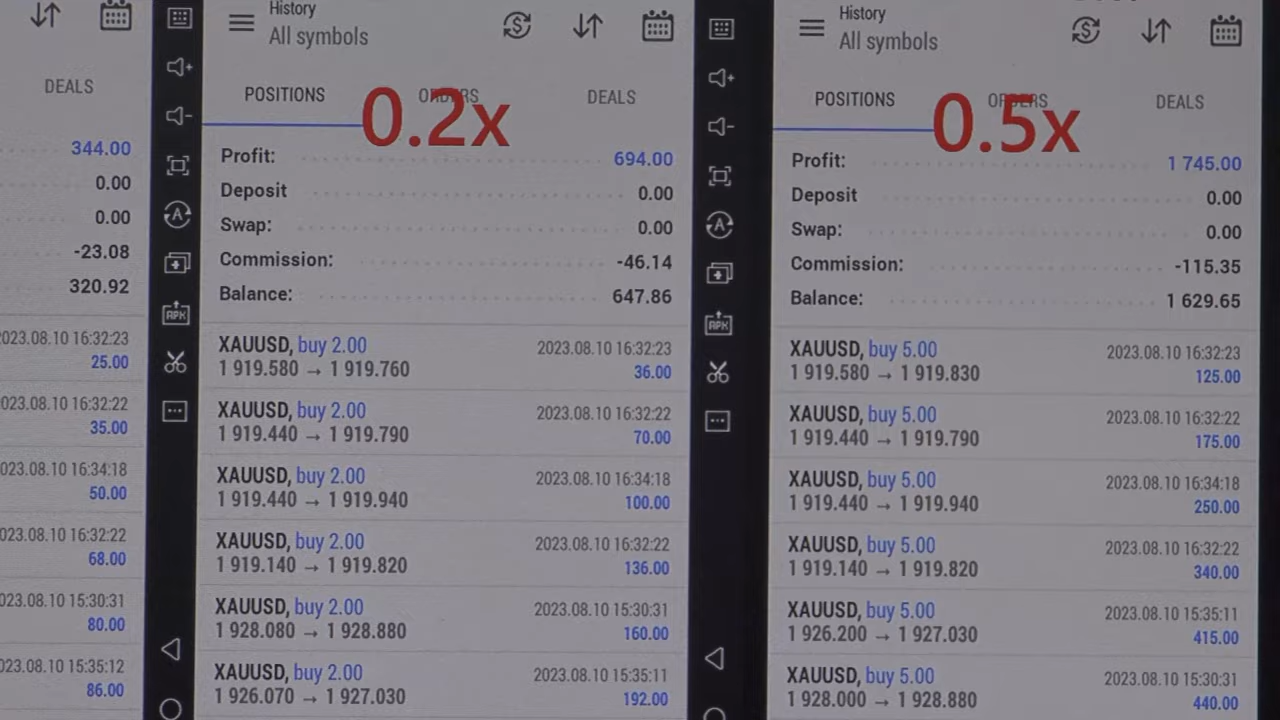 DEALS
344.00
0.00
0.00
-23.08
320.92
2023.08.10 16:32:23
25.00
2023.08.10 16:32:22
35.00
2023.08.10 16:34:18
50.00
2023.08.10 16:32:22
68.00
2023.08.10 15:30:31
80.00
2023.08.10 15:35:12
86.00
History
All symbols
POSITIONS ORDERS DEALS
0.2x
Profit: 694.00
Deposit 0.00
Swap: 0.00
Commission: -46.14
Balance: 647.86
XAUUSD, buy 2.00 2023.08.10 16:32:23
1 919.580 → 1 919.760 36.00
XAUUSD, buy 2.00 2023.08.10 16:32:22
1 919.440 → 1 919.790 70.00
XAUUSD, buy 2.00 2023.08.10 16:34:18
1 919.440 → 1 919.940 100.00
XAUUSD, buy 2.00 2023.08.10 16:32:22
1 919.140 → 1 919.820 136.00
XAUUSD, buy 2.00 2023.08.10 15:30:31
1 928.080 → 1 928.880 160.00
XAUUSD, buy 2.00 2023.08.10 15:35:11
1 926.070 → 1 927.030 192.00
APK
A
History
All symbols
POSITIONS ORDERS DEALS
0.5x
Profit: 1 745.00
Deposit 0.00
Swap: 0.00
Commission: -115.35
Balance: 1 629.65
XAUUSD, buy 5.00 2023.08.10 16:32:23
1 919.580 → 1 919.830 125.00
XAUUSD, buy 5.00 2023.08.10 16:32:22
1 919.440 → 1 919.790 175.00
XAUUSD, buy 5.00 2023.08.10 16:34:18
1 919.440 → 1 919.940 250.00
XAUUSD, buy 5.00 2023.08.10 16:32:22
1 919.140 → 1 919.820 340.00
XAUUSD, buy 5.00 2023.08.10 15:35:11
1 926.200 → 1 927.030 415.00
XAUUSD, buy 5.00 2023.08.10 15:30:31
1 928.000 → 1 928.880 440.00
A
APK